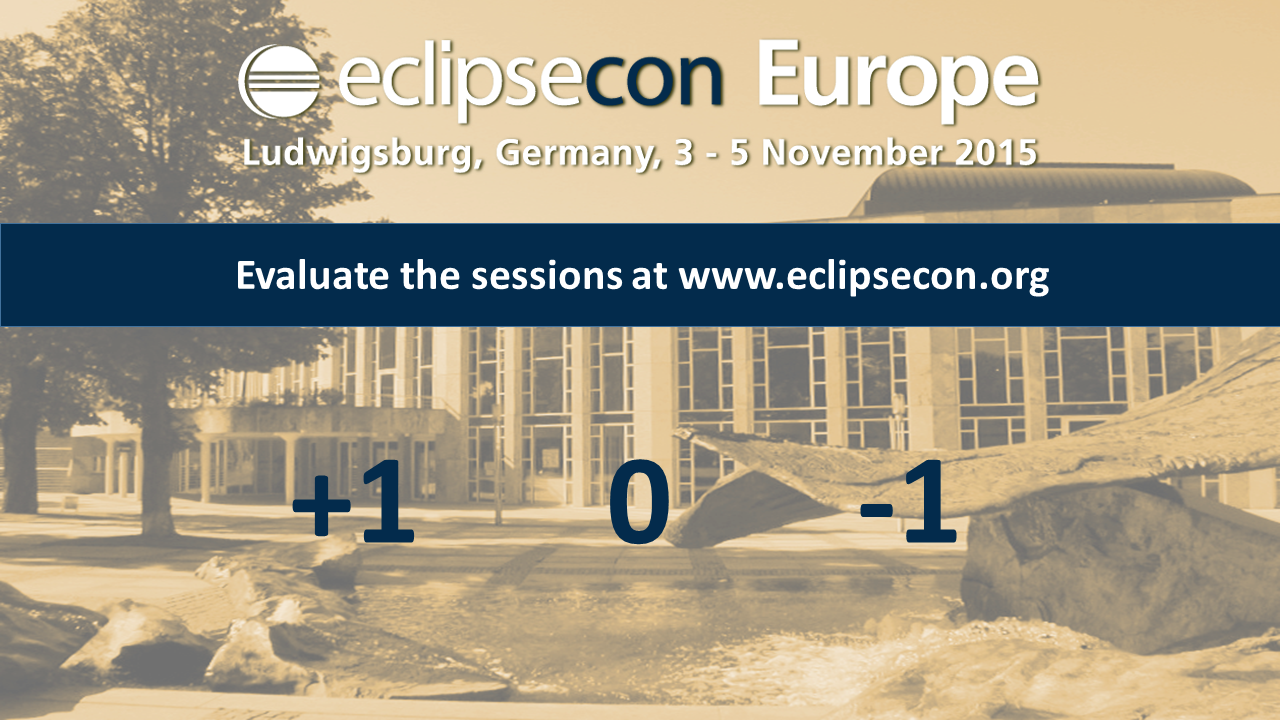 eclipsecon Europe
Ludwigsburg, Germany, 3 - 5 November 2015
Evaluate the sessions at www.eclipsecon.org
+1 0 -1